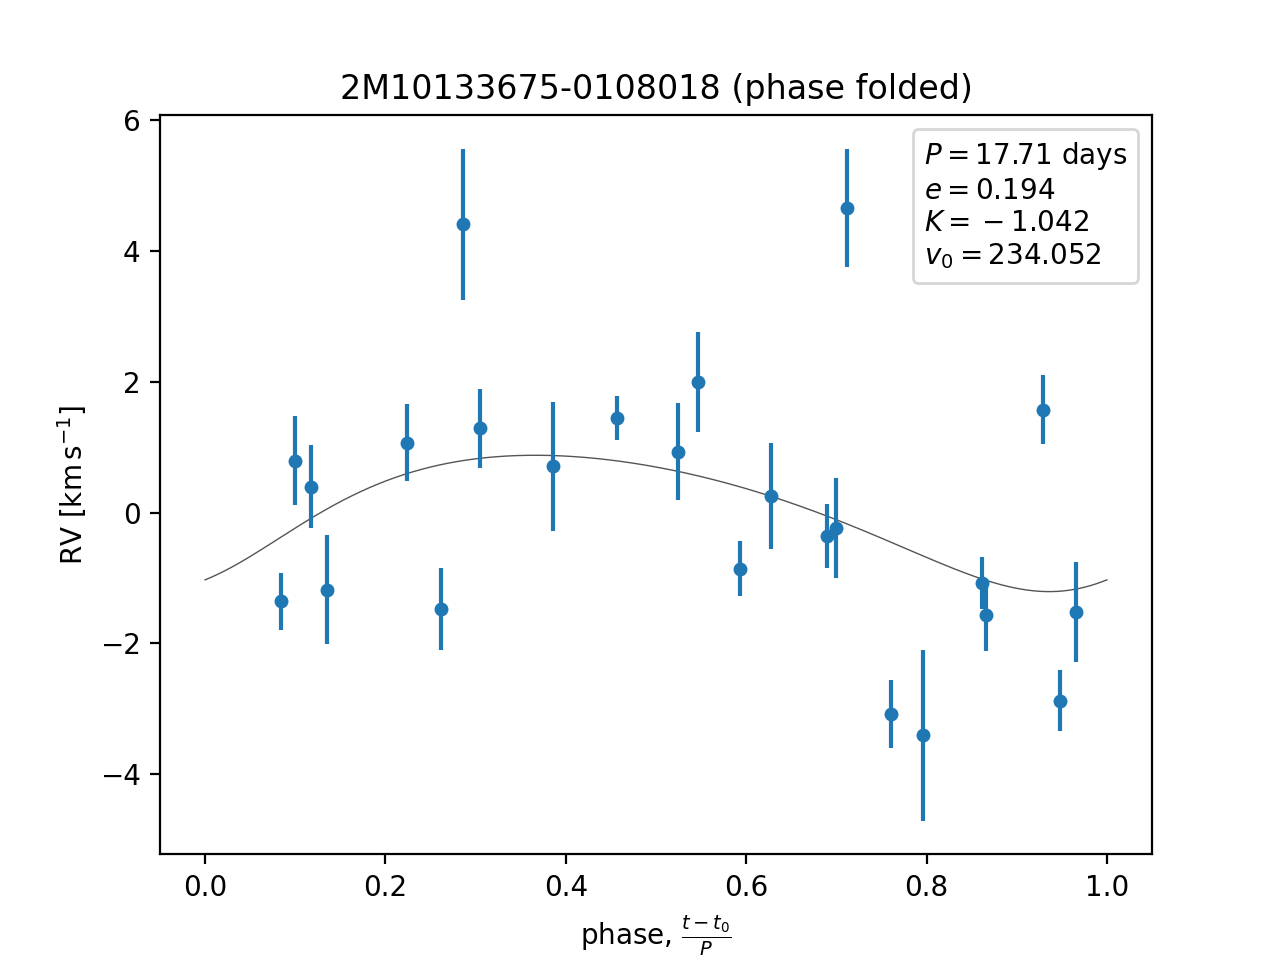 2M10133675-0108018 (phase folded)
P = 17.71 days
e = 0.194
K = −1.042
v₀ = 234.052
6
4
2
0
−2
−4
RV [km s⁻¹]
0.0 0.2 0.4 0.6 0.8 1.0
phase, (t − t₀)/P